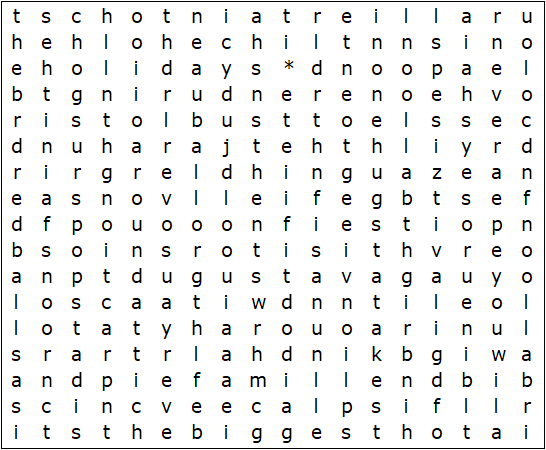 t s c h o t n i a t r e i l l a r u
h e h l o h e c h i l t n n s i n o
e h o l i d a y s * d n o o p a e l
b t g n i r u d n e r e n o e h v o
r i s t o l b u s t t o e l s s e c
d n u h a r a j t e h t h l i y r d
r i r g r e l d h i n g u a z e a n
e a s n o v l l e i f e g b t s e f
d f p o u o o o n f i e s t i o p n
b s o i n s r o t i s i t h v r e o
a n p t d u g u s t a v a g a u y o
l o s c a a t i w d n n t i l e o l
l o t a t y h a r o u o a r i n u l
s r a r t r l a h d n i k b g i w a
a n d p i e f a m i l l e n d b i b
s c i n c v e e c a l p s i f l l r
i t s t h e b i g g e s t h o t a i